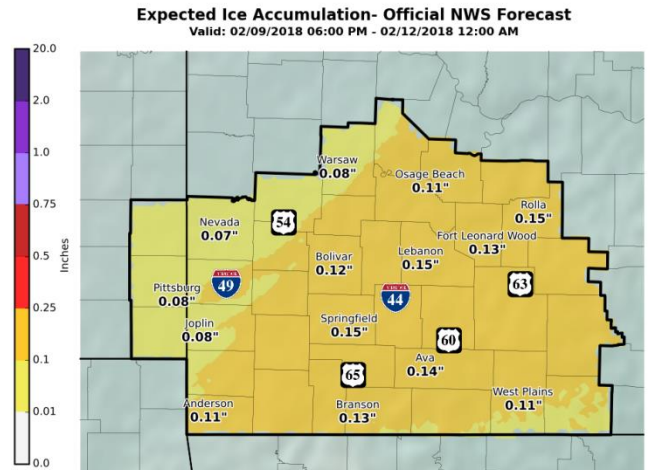 Expected Ice Accumulation- Official NWS Forecast
Valid: 02/09/2018 06:00 PM - 02/12/2018 12:00 AM
20.0
2.0
1.0
0.75
0.5
0.25
0.1
0.01
0.0
Inches
Warsaw
0.08"
Osage Beach
0.11"
Nevada
0.07"
54
Rolla
0.15"
Fort Leonard Wood
0.13"
Bolivar
0.12"
Lebanon
0.15"
Pittsburg
0.08"
49
44
63
Joplin
0.08"
Springfield
0.15"
60
Ava
0.14"
65
Anderson
0.11"
Branson
0.13"
West Plains
0.11"